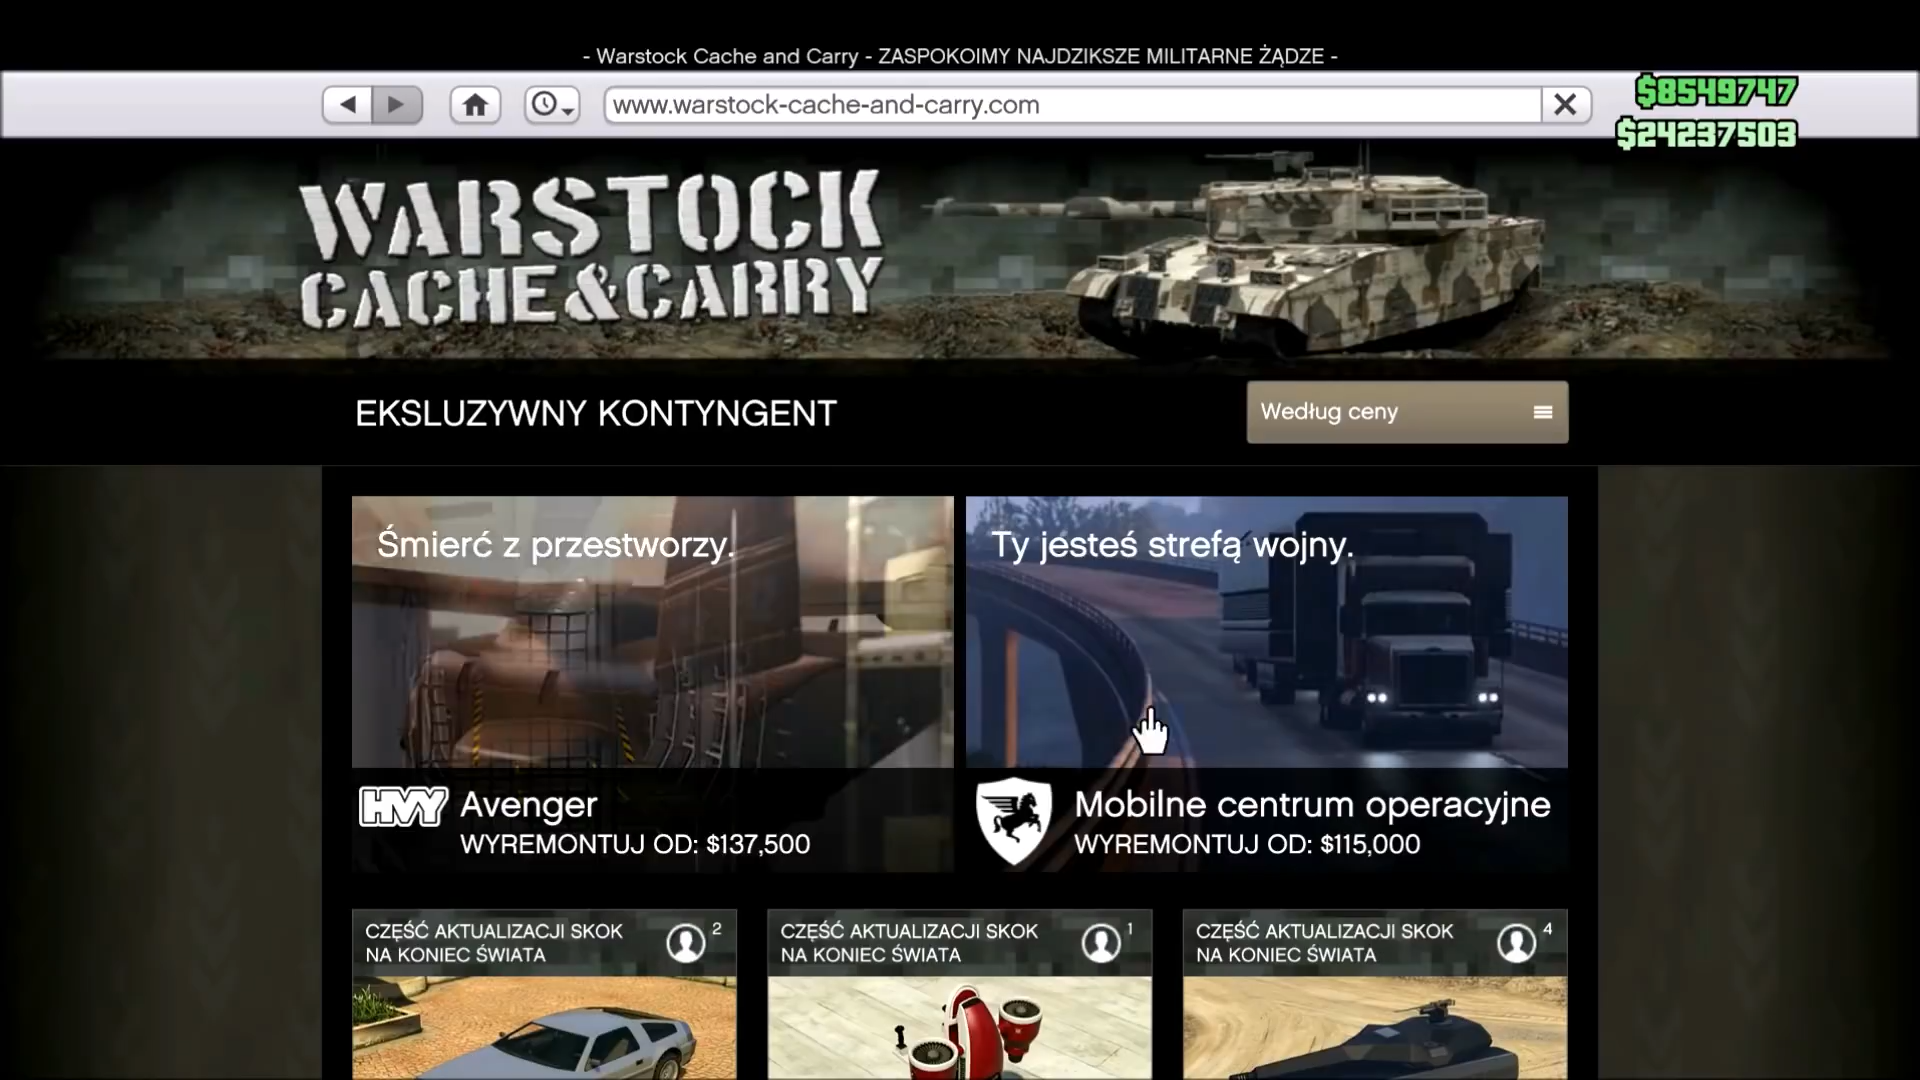 - Warstock Cache and Carry - ZASPOKOIMY NAJDZIKSZE MILITARNE ŻĄDZE -
www.warstock-cache-and-carry.com
$8549747
$24237503
WARSTOCK
CACHE&CARRY
EKSLUZYWNY KONTYNGENT
Według ceny
Śmierć z przestworzy.
Ty jesteś strefą wojny.
HVY
Avenger
WYREMONTUJ OD: $137,500
Mobilne centrum operacyjne
WYREMONTUJ OD: $115,000
CZĘŚĆ AKTUALIZACJI SKOK
NA KONIEC ŚWIATA
2
CZĘŚĆ AKTUALIZACJI SKOK
NA KONIEC ŚWIATA
1
CZĘŚĆ AKTUALIZACJI SKOK
NA KONIEC ŚWIATA
4